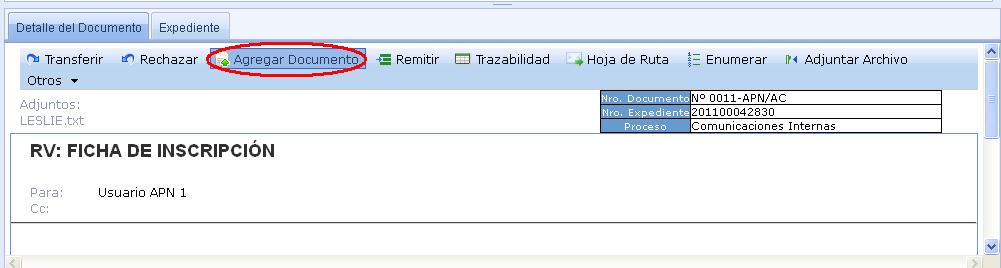 Detalle del Documento Expediente
Transferir Rechazar Agregar Documento Remitir Trazabilidad Hoja de Ruta Enumerar Adjuntar Archivo
Otros
Adjuntos:
LESLIE.txt
Nro. Documento Nº 0011-APN/AC
Nro. Expediente 201100042830
Proceso Comunicaciones Internas
RV: FICHA DE INSCRIPCIÓN
Para: Usuario APN 1
Cc: